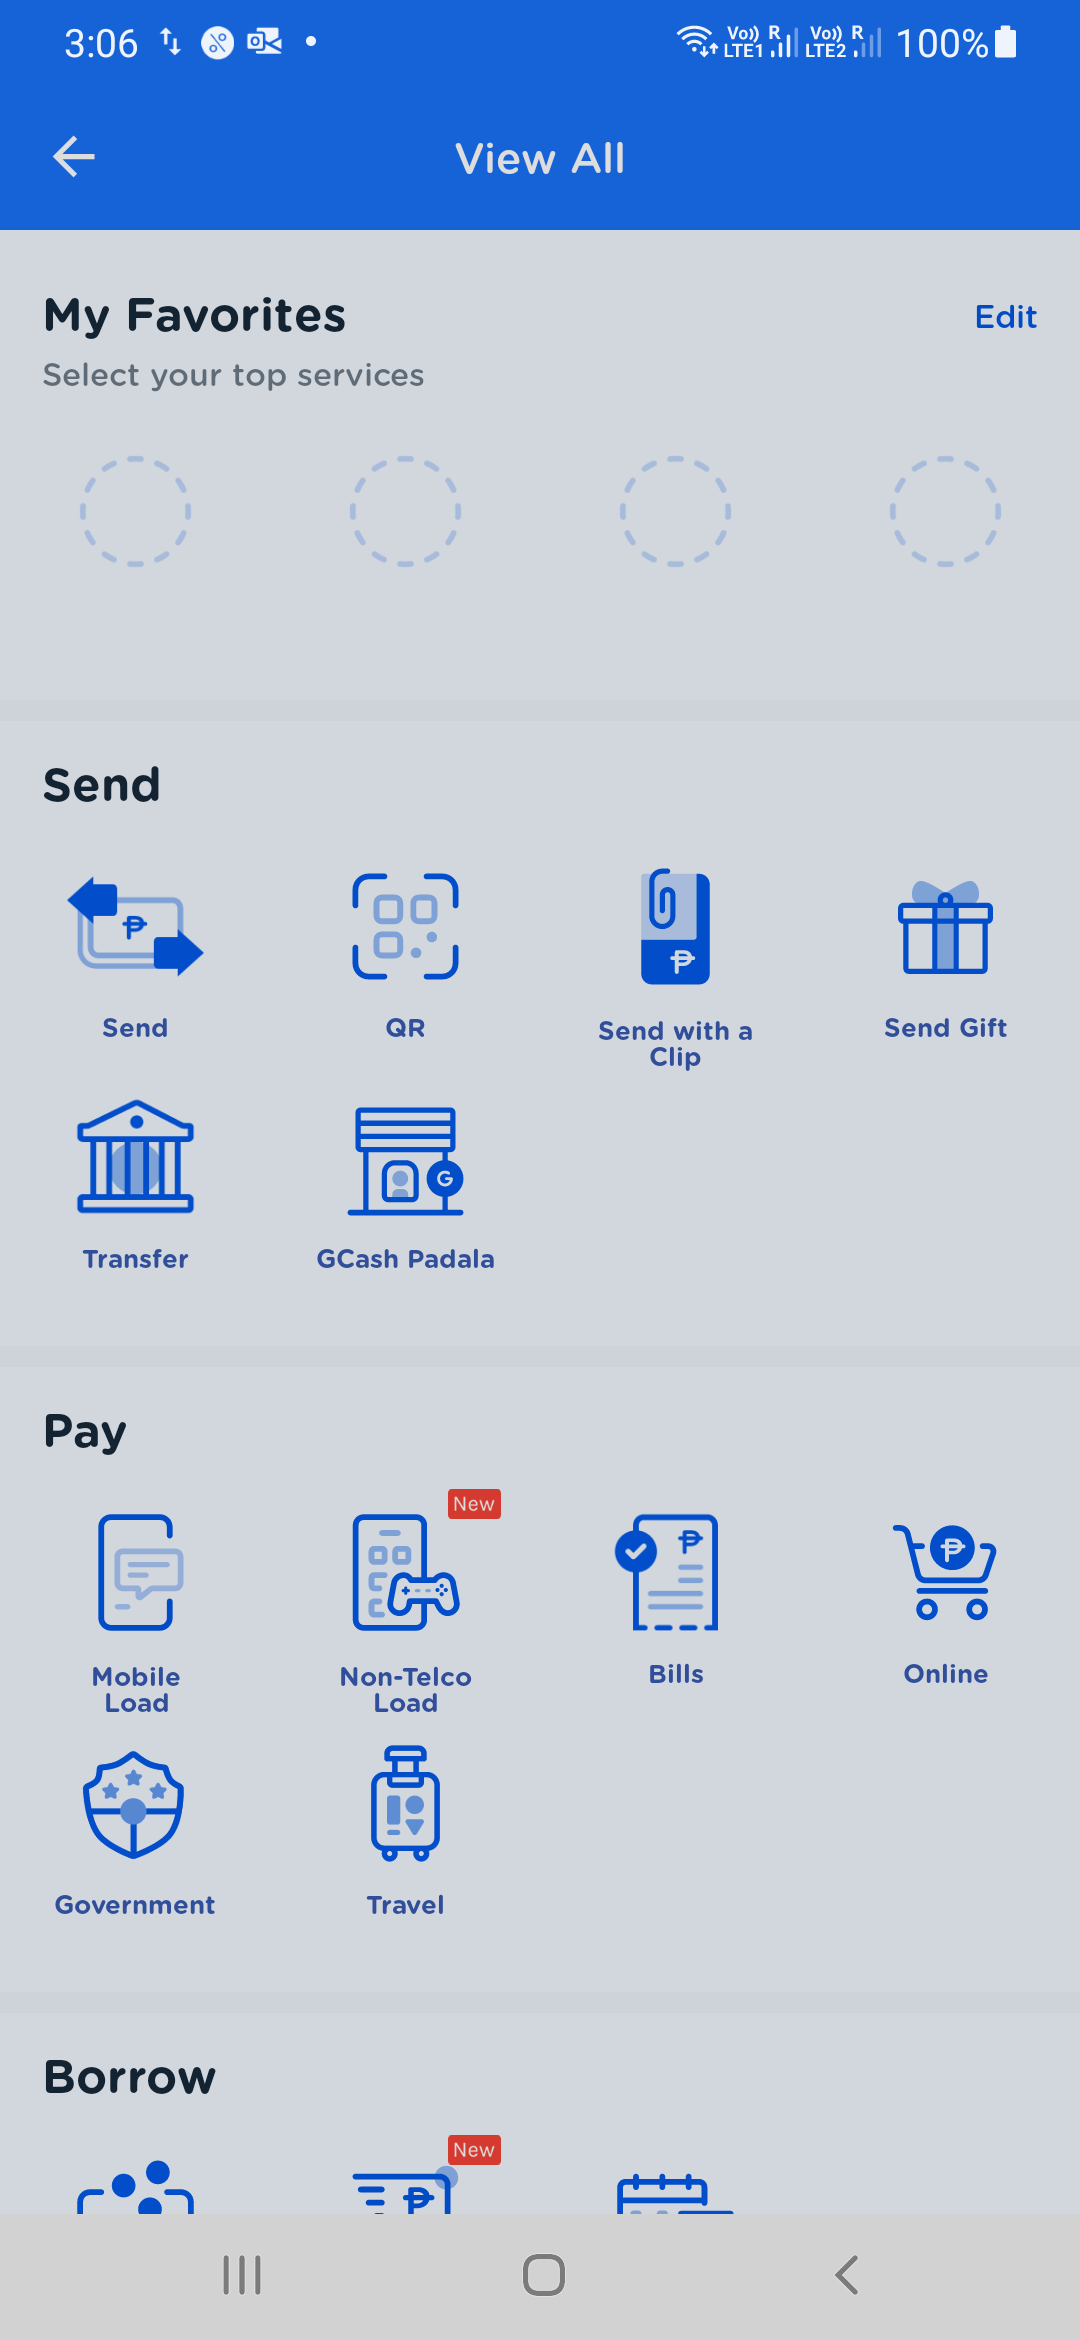 3:06 Vo)) R LTE1 Vo)) R LTE2 100%
View All
My Favorites Edit
Select your top services
Send
₱ ₱
Send QR Send with a Clip Send Gift
G
Transfer GCash Padala
Pay
New
₱ ₱
Mobile Load Non-Telco Load Bills Online
Government Travel
Borrow
New
₱